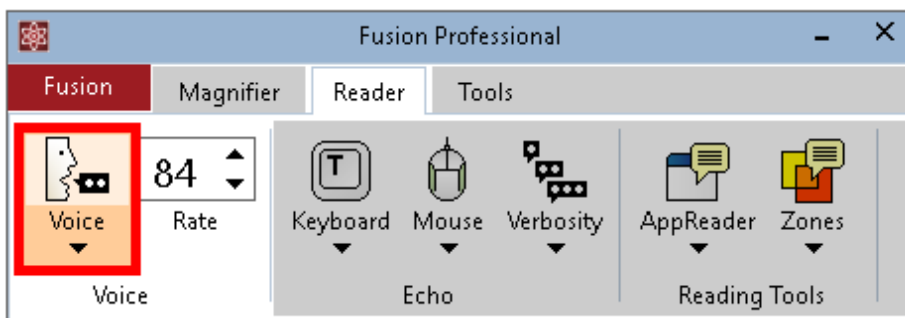 Fusion Professional
Fusion Magnifier Reader Tools
84
Voice Rate Keyboard Mouse Verbosity AppReader Zones
Voice Echo Reading Tools